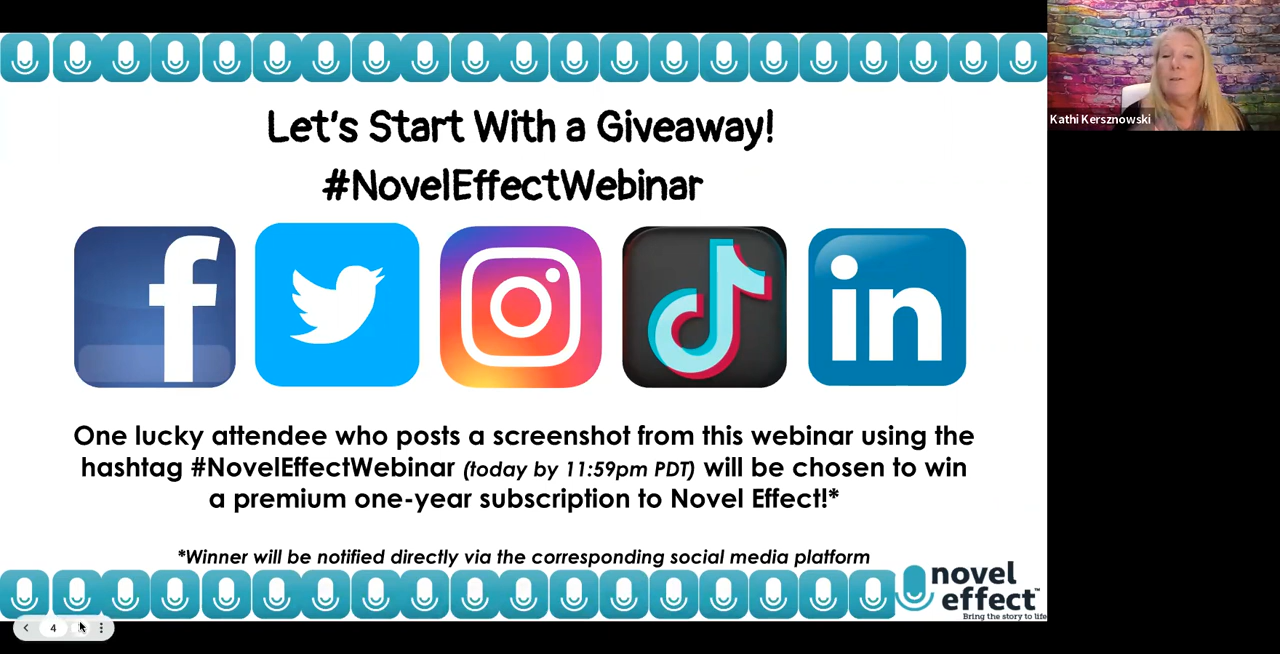 Let's Start With a Giveaway!
#NovelEffectWebinar
One lucky attendee who posts a screenshot from this webinar using the
hashtag #NovelEffectWebinar (today by 11:59pm PDT) will be chosen to win
a premium one-year subscription to Novel Effect!*
*Winner will be notified directly via the corresponding social media platform
novel
effect™
Bring the story to life
4
Kathi Kersznowski